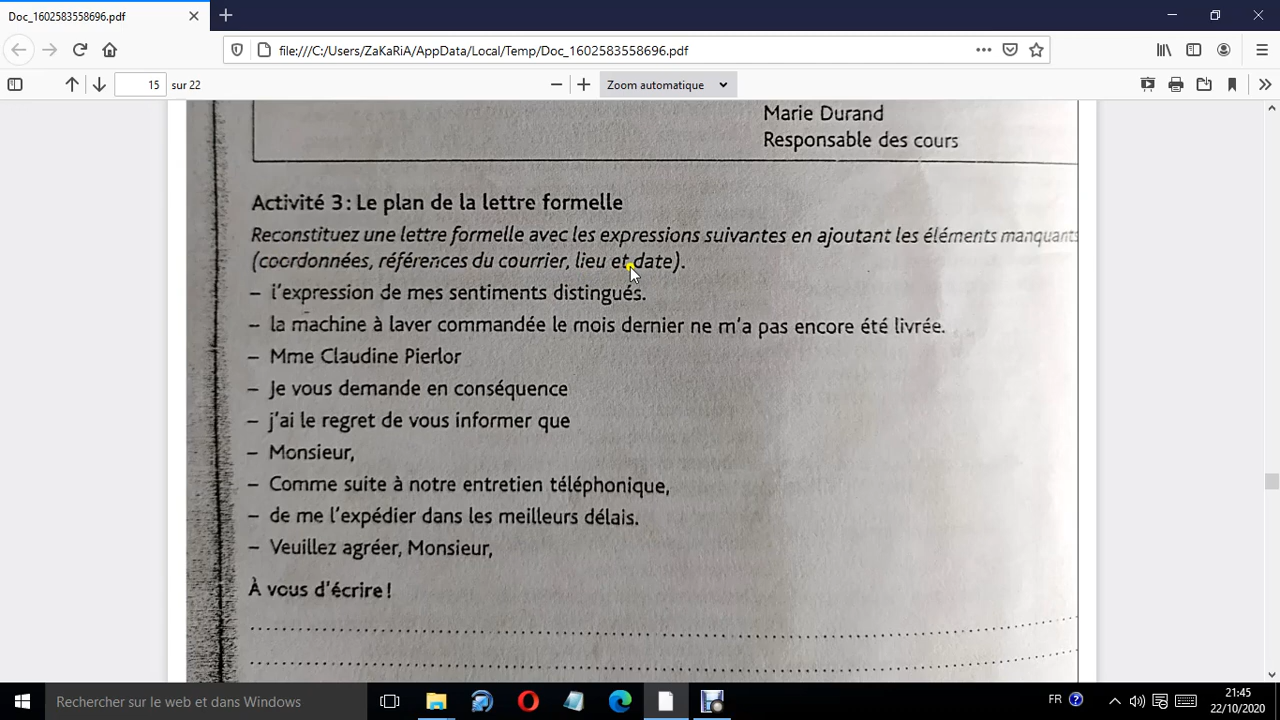 Doc_1602583558696.pdf
file:///C:/Users/ZaKaRiA/AppData/Local/Temp/Doc_1602583558696.pdf
15 sur 22
Zoom automatique
Marie Durand
Responsable des cours
Activité 3 : Le plan de la lettre formelle
Reconstituez une lettre formelle avec les expressions suivantes en ajoutant les éléments manquants
(coordonnées, références du courrier, lieu et date).
– l'expression de mes sentiments distingués.
– la machine à laver commandée le mois dernier ne m'a pas encore été livrée.
– Mme Claudine Pierlor
– Je vous demande en conséquence
– j'ai le regret de vous informer que
– Monsieur,
– Comme suite à notre entretien téléphonique,
– de me l'expédier dans les meilleurs délais.
– Veuillez agréer, Monsieur,
À vous d'écrire !
Rechercher sur le web et dans Windows
FR
21:45
22/10/2020